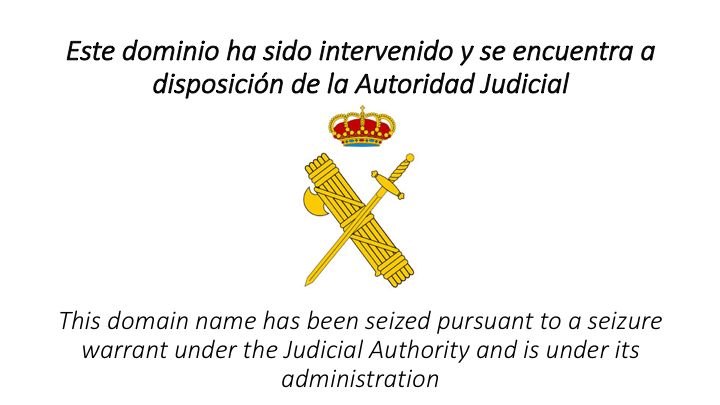 Este dominio ha sido intervenido y se encuentra a
disposición de la Autoridad Judicial
This domain name has been seized pursuant to a seizure
warrant under the Judicial Authority and is under its
administration